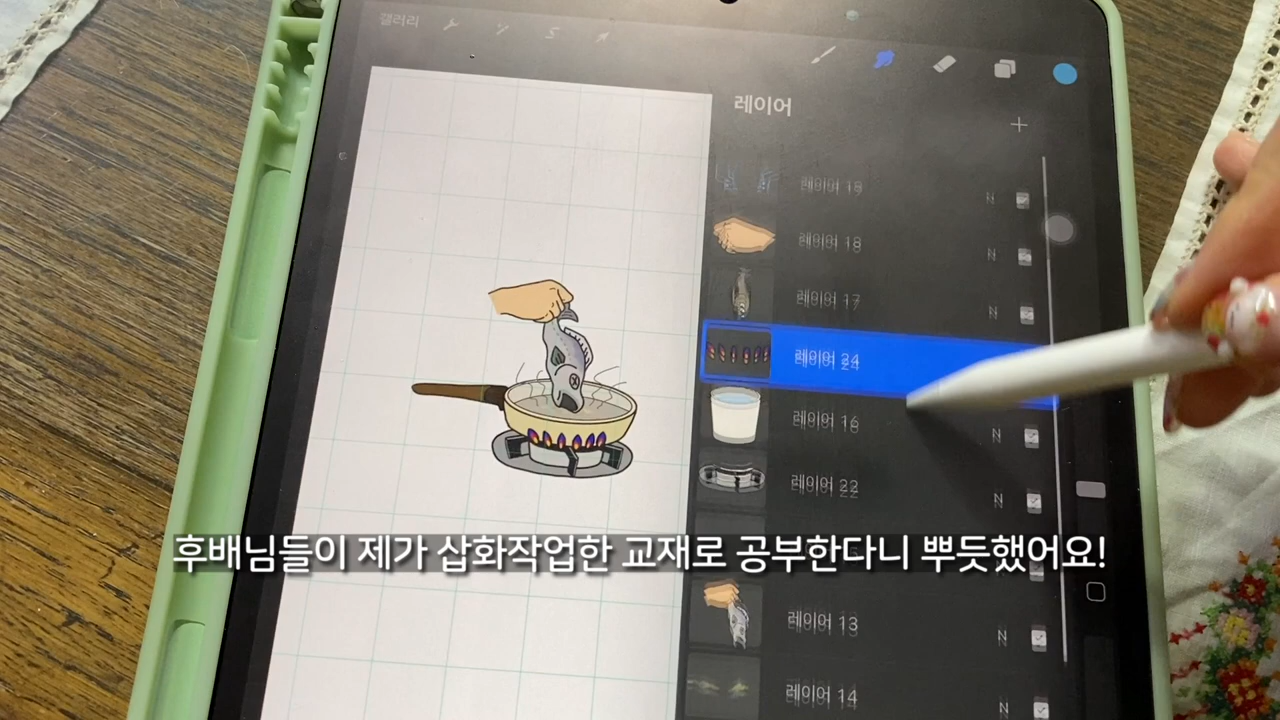 갤러리
레이어
레이어 19
N
레이어 18
N
레이어 17
N
레이어 24
레이어 16
N
레이어 22
N
후배님들이 제가 삽화작업한 교재로 공부한다니 뿌듯했어요!
레이어 13
N
레이어 14
N